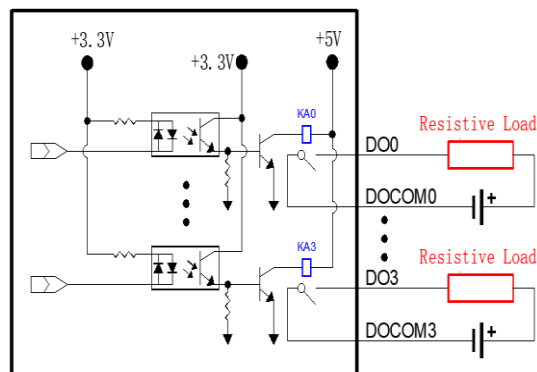 +3.3V
+3.3V
+5V
KA0
Resistive Load
DO0
DOCOM0
+
KA3
Resistive Load
DO3
DOCOM3
+